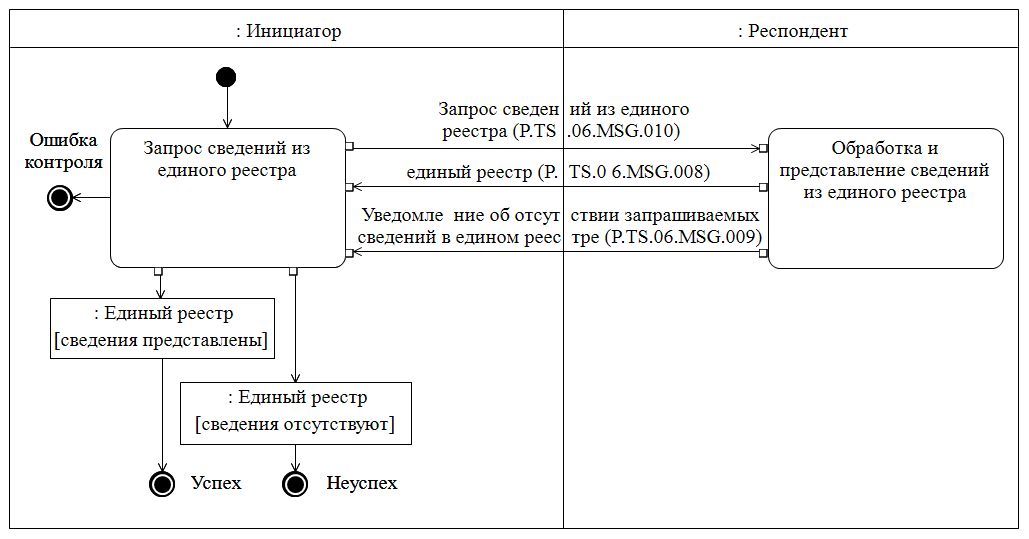 : Инициатор
: Респондент
Запрос сведен ий из единого
реестра (P.TS .06.MSG.010)
Ошибка
контроля
Запрос сведений из
единого реестра
Обработка и
представление сведений
из единого реестра
единый реестр (P. TS.0 6.MSG.008)
Уведомле ние об отсут ствии запрашиваемых
сведений в едином реес тре (P.TS.06.MSG.009)
: Единый реестр
[сведения представлены]
: Единый реестр
[сведения отсутствуют]
Успех
Неуспех